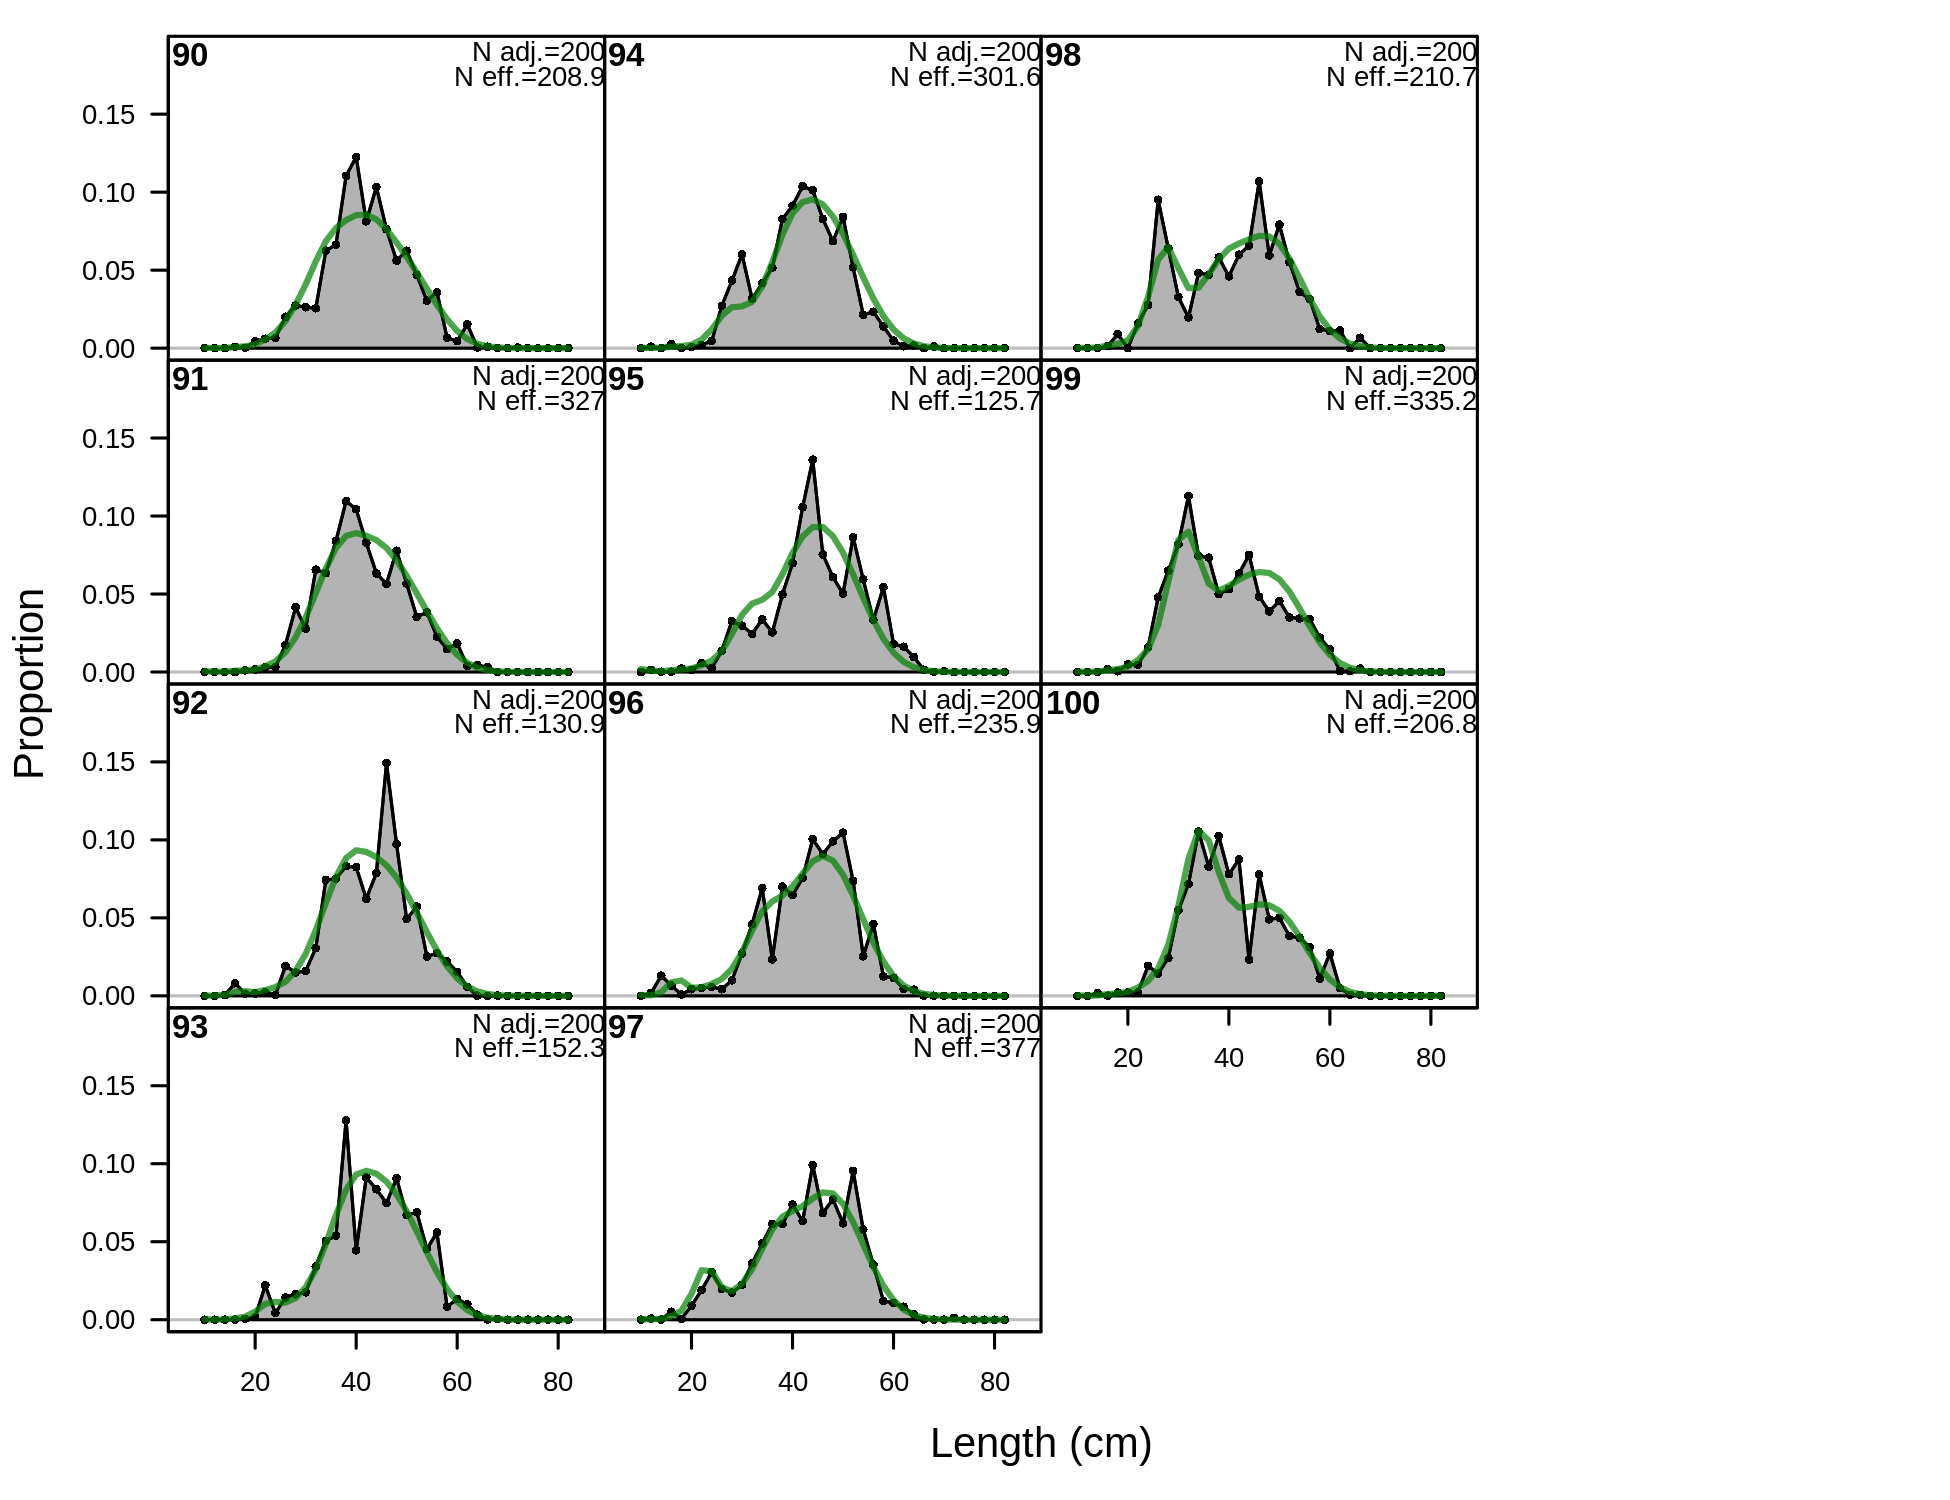 90
N adj.=200
N eff.=208.9
94
N adj.=200
N eff.=301.6
98
N adj.=200
N eff.=210.7
0.15
0.10
0.05
0.00
91
N adj.=200
N eff.=327
95
N adj.=200
N eff.=125.7
99
N adj.=200
N eff.=335.2
0.15
0.10
0.05
0.00
Proportion
92
N adj.=200
N eff.=130.9
96
N adj.=200
N eff.=235.9
100
N adj.=200
N eff.=206.8
0.15
0.10
0.05
0.00
20 40 60 80
93
N adj.=200
N eff.=152.3
97
N adj.=200
N eff.=377
0.15
0.10
0.05
0.00
20 40 60 80
20 40 60 80
Length (cm)